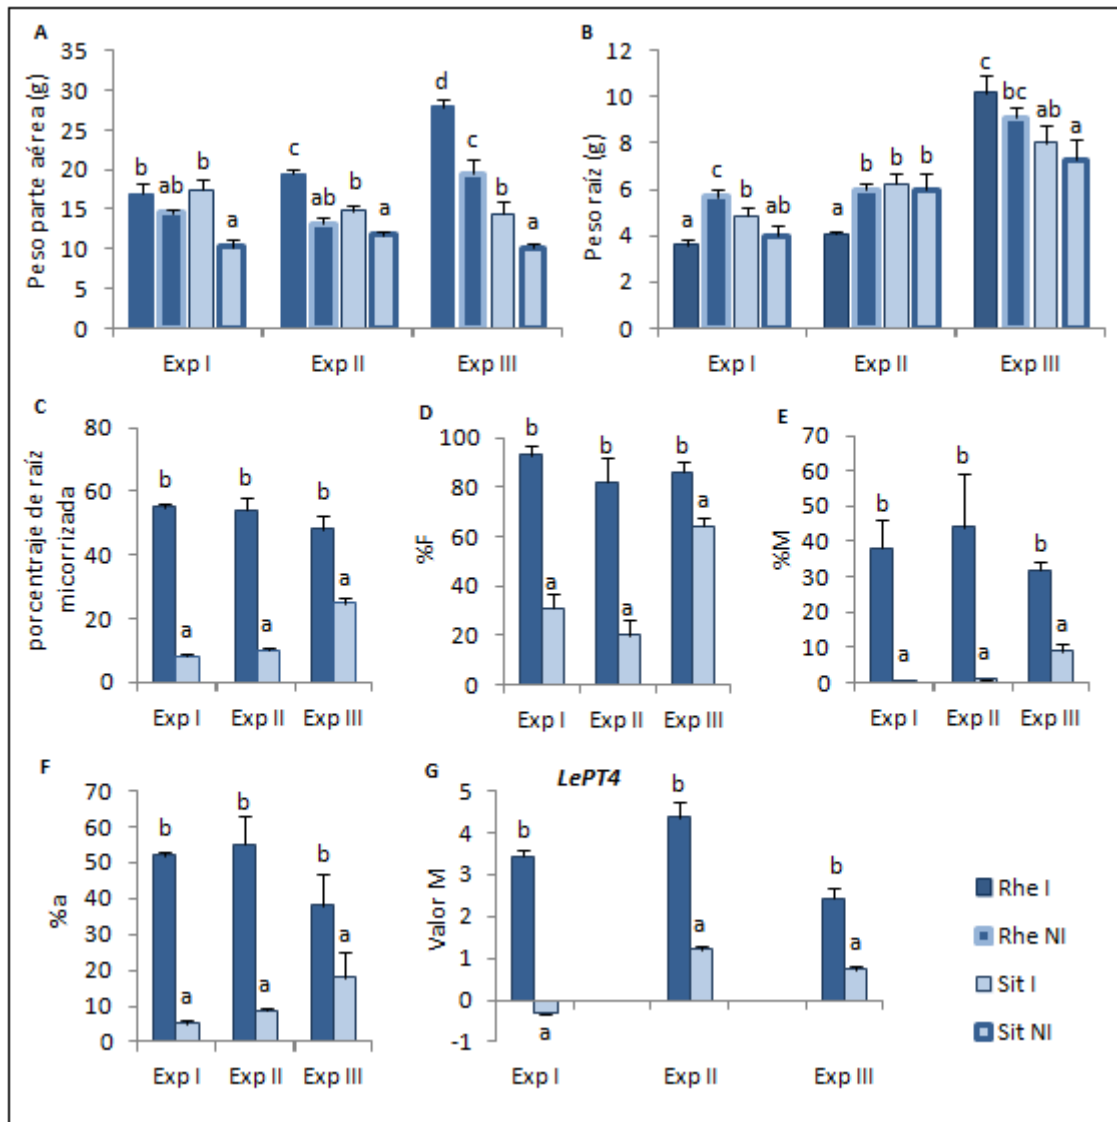 A
Peso parte aérea (g)
35
30
25
20
15
10
5
0
b
ab
b
a
c
ab
b
a
d
c
b
a
Exp I
Exp II
Exp III
B
Peso raíz (g)
12
10
8
6
4
2
0
a
c
b
ab
a
b
b
b
c
bc
ab
a
Exp I
Exp II
Exp III
C
porcentraje de raíz
micorrizada
80
60
40
20
0
b
a
b
a
b
a
Exp I
Exp II
Exp III
D
%F
100
80
60
40
20
0
b
a
b
a
b
a
Exp I
Exp II
Exp III
E
%M
70
60
50
40
30
20
10
0
b
a
b
a
b
a
Exp I
Exp II
Exp III
F
%a
70
60
50
40
30
20
10
0
b
a
b
a
b
a
Exp I
Exp II
Exp III
G
LePT4
Valor M
5
4
3
2
1
0
-1
b
a
b
a
b
a
Exp I
Exp II
Exp III
Rhe I
Rhe NI
Sit I
Sit NI